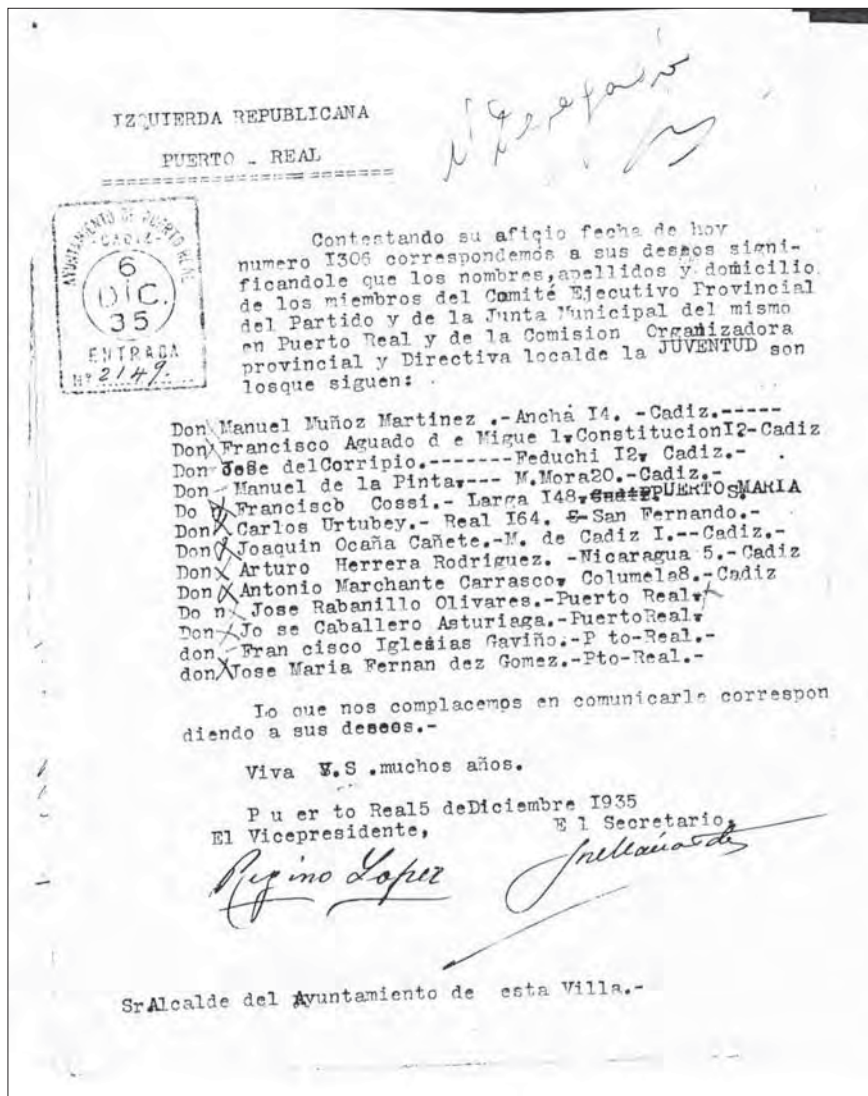 IZQUIERDA REPUBLICANA
PUERTO - REAL
=========================
AYUNTAMIENTO DE PUERTO REAL
-CADIZ-
6
DIC.
35
ENTRADA
Nº 2149.
Contestando su aficio fecha de hoy
numero I306 correspondemos a sus deseos signi-
ficandole que los nombres,apellidos y domicilio
de los miembros del Comité Ejecutivo Provincial
del Partido y de la Junta Municipal del mismo
en Puerto Real y de la Comision Organizadora
provincial y Directiva localde la JUVENTUD son
losque siguen:
Don Manuel Muñoz Martinez .-Ancha I4. -Cadiz.-----
Don Francisco Aguado d e Migue l.ConstitucionI2-Cadiz
Don Jose delCorripio.-------Feduchi I2. Cadiz.-
Don Manuel de la Pinta.--- M.Mora20.-Cadiz.-
Do n Francisco Cossi.- Larga I48.PUERTOSMARIA
Don Carlos Urtubey.- Real I64. San Fernando.-
Don Joaquin Ocaña Cañete.-M. de Cadiz I.--Cadiz.-
Don Arturo Herrera Rodriguez. -Nicaragua 5.-Cadiz
Don Antonio Marchante Carrasco. Columela8.-Cadiz
Do n Jose Rabanillo Olivares.-Puerto Real.
Don Jo se Caballero Asturiaga.-PuertoReal.
don Fran cisco Iglesias Gaviño.-P to-Real.-
don Jose Maria Fernan dez Gomez.-Pto-Real.-
Lo que nos complacemos en comunicarle correspon
diendo a sus deseos.-
Viva V.S .muchos años.
P u er to Real5 deDiciembre I935
El Vicepresidente, E l Secretario.
Regino Lopez
SrAlcalde del Ayuntamiento de esta Villa.-